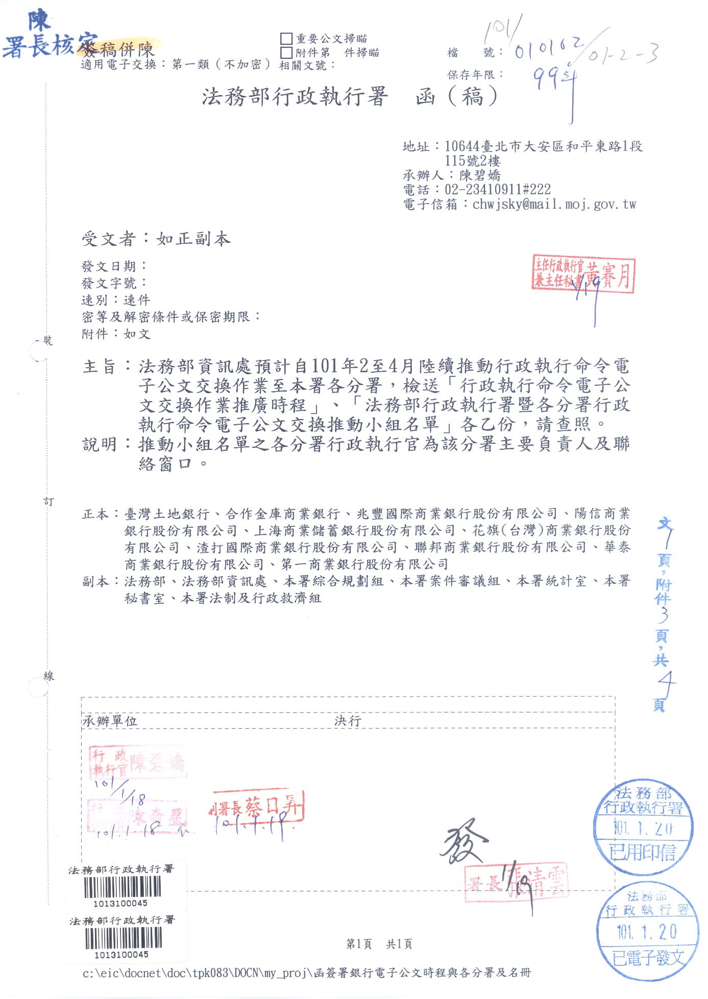 陳
署長核定
簽稿併陳
適用電子交換：第一類（不加密）
□重要公文掃瞄
□附件第　件掃瞄
相關文號：
101/
檔　　號：010102/01-2-3
保存年限：99年
法務部行政執行署　函（稿）
地址：10644臺北市大安區和平東路1段
115號2樓
承辦人：陳碧嬌
電話：02-23410911#222
電子信箱：chwjsky@mail.moj.gov.tw
受文者：如正副本
發文日期：
發文字號：
速別：速件
密等及解密條件或保密期限：
附件：如文
主任行政執行官
兼主任秘書
黃賽月
1/19
裝
主旨：法務部資訊處預計自101年2至4月陸續推動行政執行命令電
子公文交換作業至本署各分署，檢送「行政執行命令電子公
文交換作業推廣時程」、「法務部行政執行署暨各分署行政
執行命令電子公文交換推動小組名單」各乙份，請查照。
說明：推動小組名單之各分署行政執行官為該分署主要負責人及聯
絡窗口。
訂
正本：臺灣土地銀行、合作金庫商業銀行、兆豐國際商業銀行股份有限公司、陽信商業
銀行股份有限公司、上海商業儲蓄銀行股份有限公司、花旗(台灣)商業銀行股份
有限公司、渣打國際商業銀行股份有限公司、聯邦商業銀行股份有限公司、華泰
商業銀行股份有限公司、第一商業銀行股份有限公司
副本：法務部、法務部資訊處、本署綜合規劃組、本署案件審議組、本署統計室、本署
秘書室、本署法制及行政救濟組
文1頁，附件3頁，共4頁
線
承辦單位　決行
行政
執行官
陳碧嬌
101/1/18
陳奇星
101.1.18
副署長蔡日昇
101.1.19.
發
署長張清雲
1/19
法務部
行政執行署
101.1.20
已用印信
法務部
行政執行署
101.1.20
已電子發文
法務部行政執行署
1013100045
法務部行政執行署
1013100045
第1頁　共1頁
c:\eic\docnet\doc\tpk083\DOCN\my_proj\函簽署銀行電子公文時程與各分署及名冊